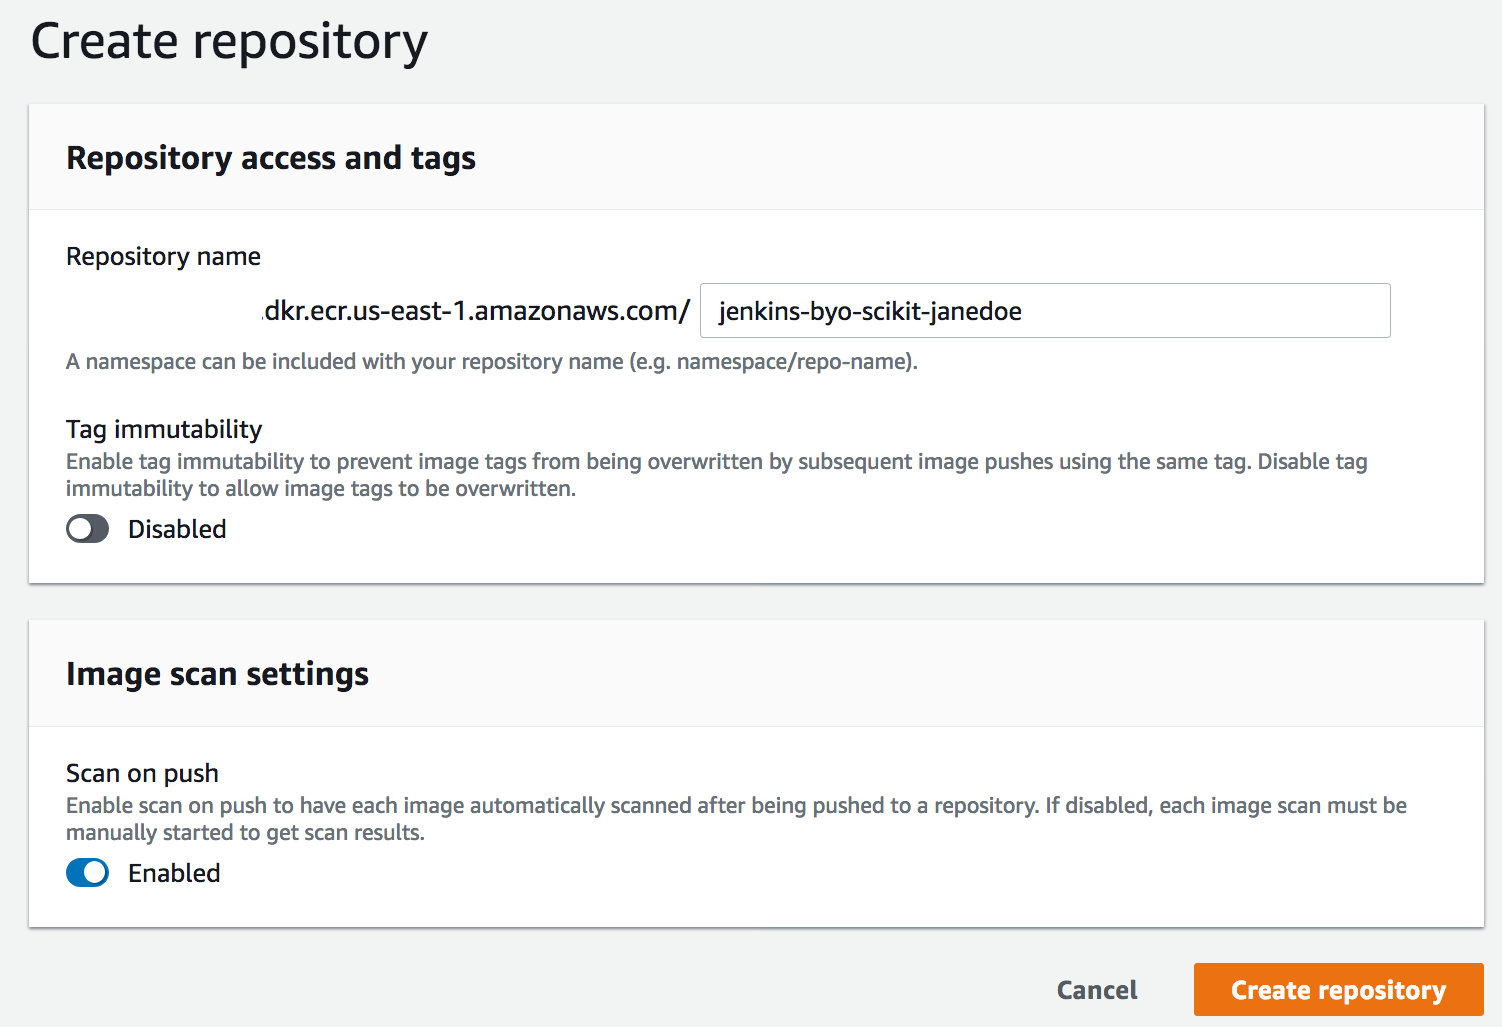 Create repository
Repository access and tags
Repository name
.dkr.ecr.us-east-1.amazonaws.com/ jenkins-byo-scikit-janedoe
A namespace can be included with your repository name (e.g. namespace/repo-name).
Tag immutability
Enable tag immutability to prevent image tags from being overwritten by subsequent image pushes using the same tag. Disable tag
immutability to allow image tags to be overwritten.
Disabled
Image scan settings
Scan on push
Enable scan on push to have each image automatically scanned after being pushed to a repository. If disabled, each image scan must be
manually started to get scan results.
Enabled
Cancel Create repository